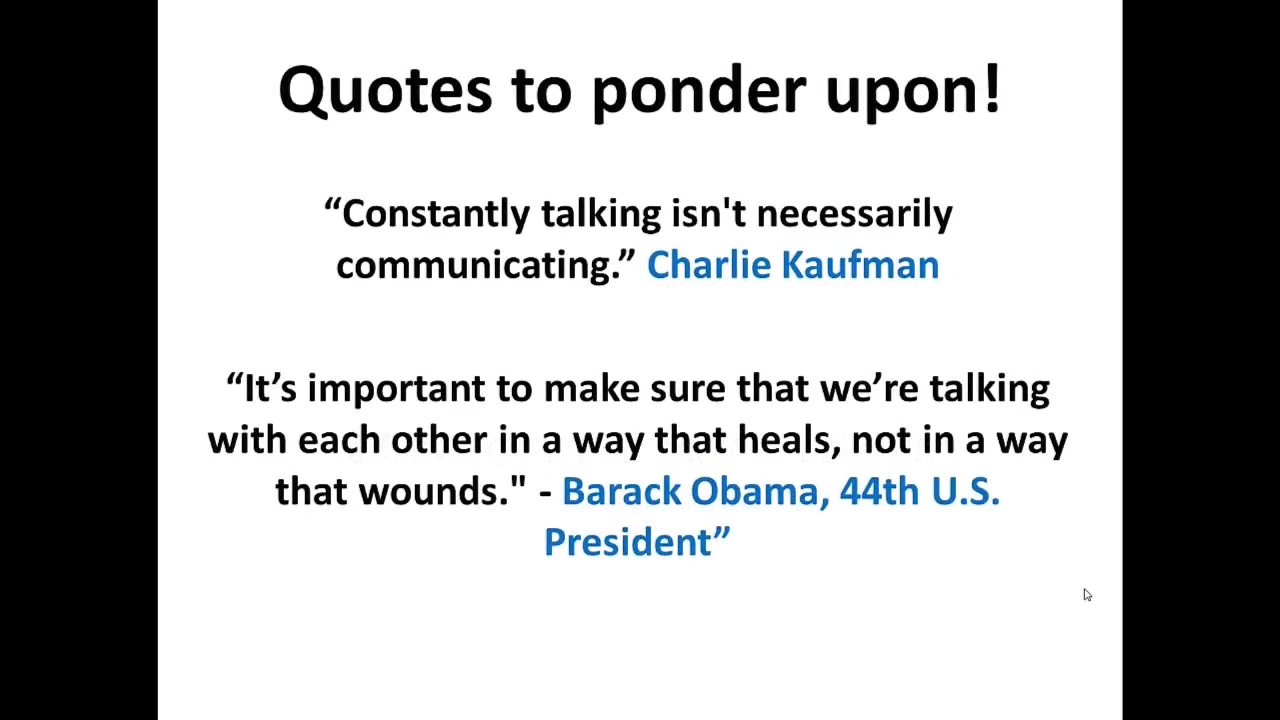 Quotes to ponder upon!
“Constantly talking isn't necessarily
communicating.” Charlie Kaufman
“It’s important to make sure that we’re talking
with each other in a way that heals, not in a way
that wounds." - Barack Obama, 44th U.S.
President”